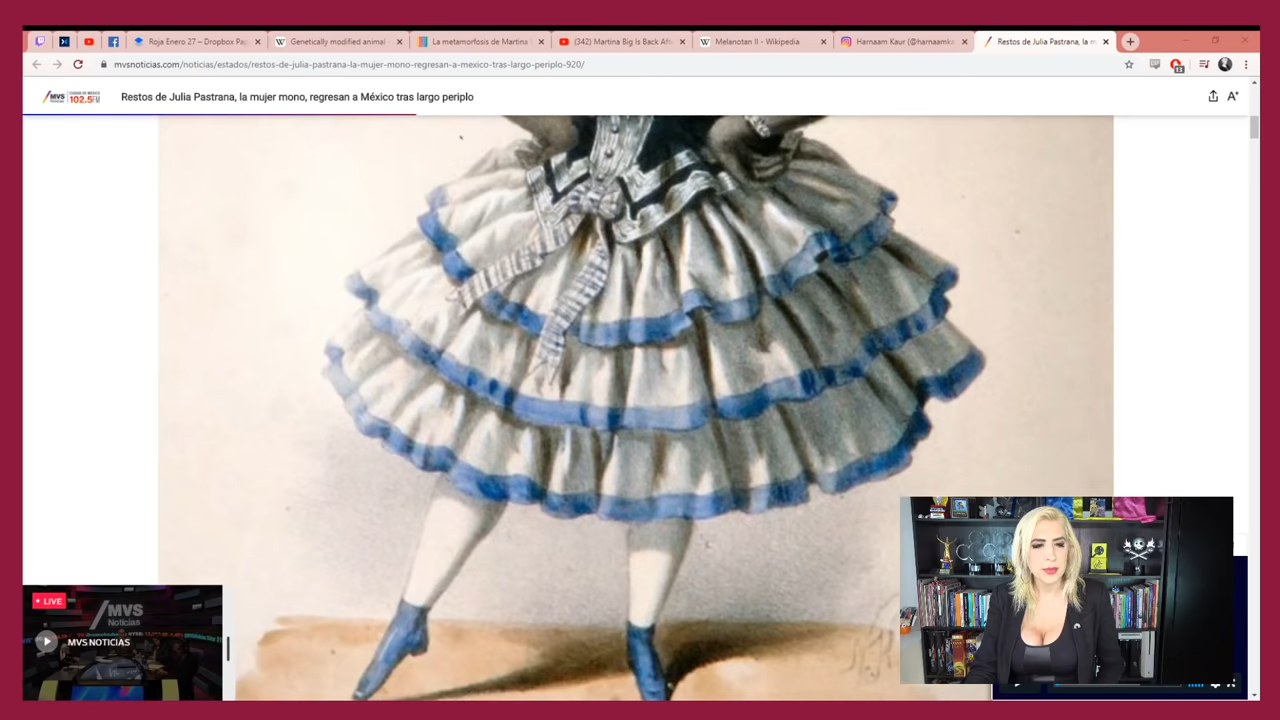 Roja Enero 27 – Dropbox Pap
Genetically modified animal -
La metamorfosis de Martina
(342) Martina Big Is Back Aft
Melanotan II - Wikipedia
Harnaam Kaur (@harnaamka
Restos de Julia Pastrana, la m
mvsnoticias.com/noticias/estados/restos-de-julia-pastrana-la-mujer-mono-regresan-a-mexico-tras-largo-periplo-920/
13
MVS 102.5FM
Restos de Julia Pastrana, la mujer mono, regresan a México tras largo periplo
A+
LIVE
MVS
Noticias
MVS NOTICIAS